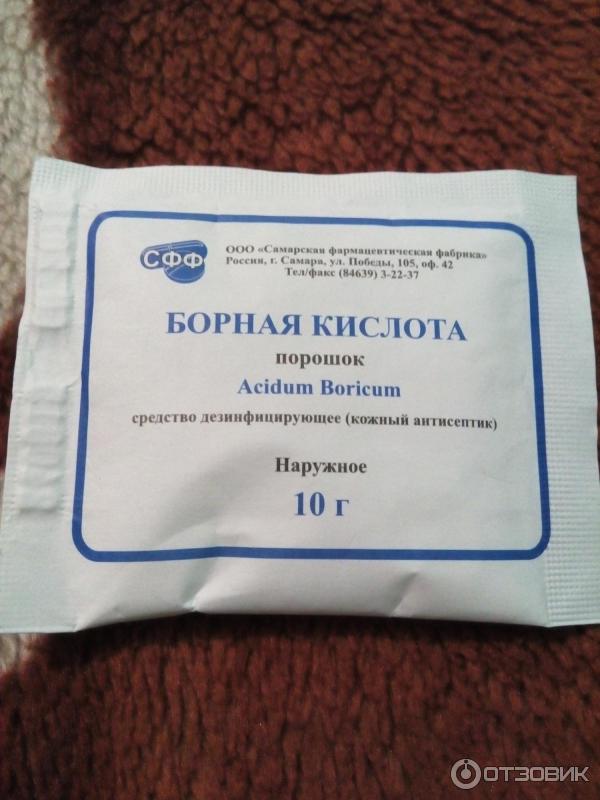 СФФ
ООО «Самарская фармацевтическая фабрика»
Россия, г. Самара, ул. Победы, 105, оф. 42
Тел/факс (84639) 3-22-37
БОРНАЯ КИСЛОТА
порошок
Acidum Boricum
средство дезинфицирующее (кожный антисептик)
Наружное
10 г
ОТЗОВИК